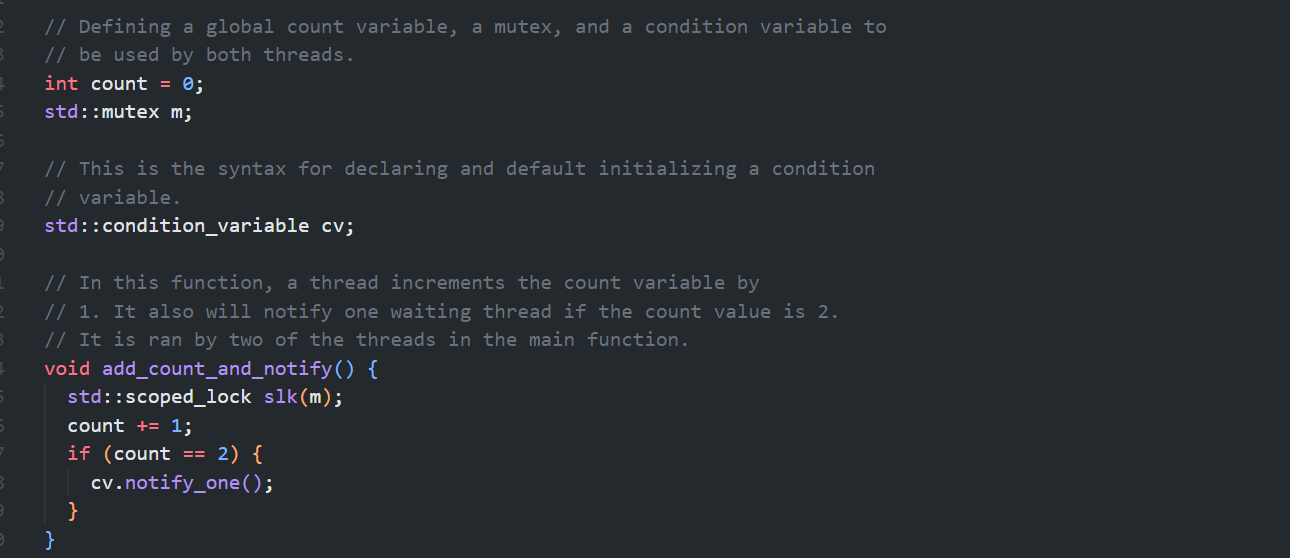 // Defining a global count variable, a mutex, and a condition variable to
// be used by both threads.
int count = 0;
std::mutex m;
// This is the syntax for declaring and default initializing a condition
// variable.
std::condition_variable cv;
// In this function, a thread increments the count variable by
// 1. It also will notify one waiting thread if the count value is 2.
// It is ran by two of the threads in the main function.
void add_count_and_notify() {
  std::scoped_lock slk(m);
  count += 1;
  if (count == 2) {
    cv.notify_one();
  }
}